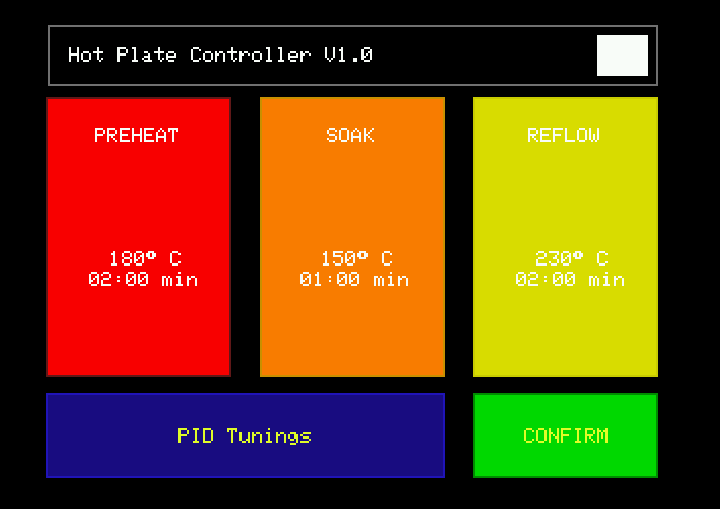 Hot Plate Controller V1.0
PREHEAT
SOAK
REFLOW
180º C
02:00 min
150º C
01:00 min
230º C
02:00 min
PID Tunings
CONFIRM